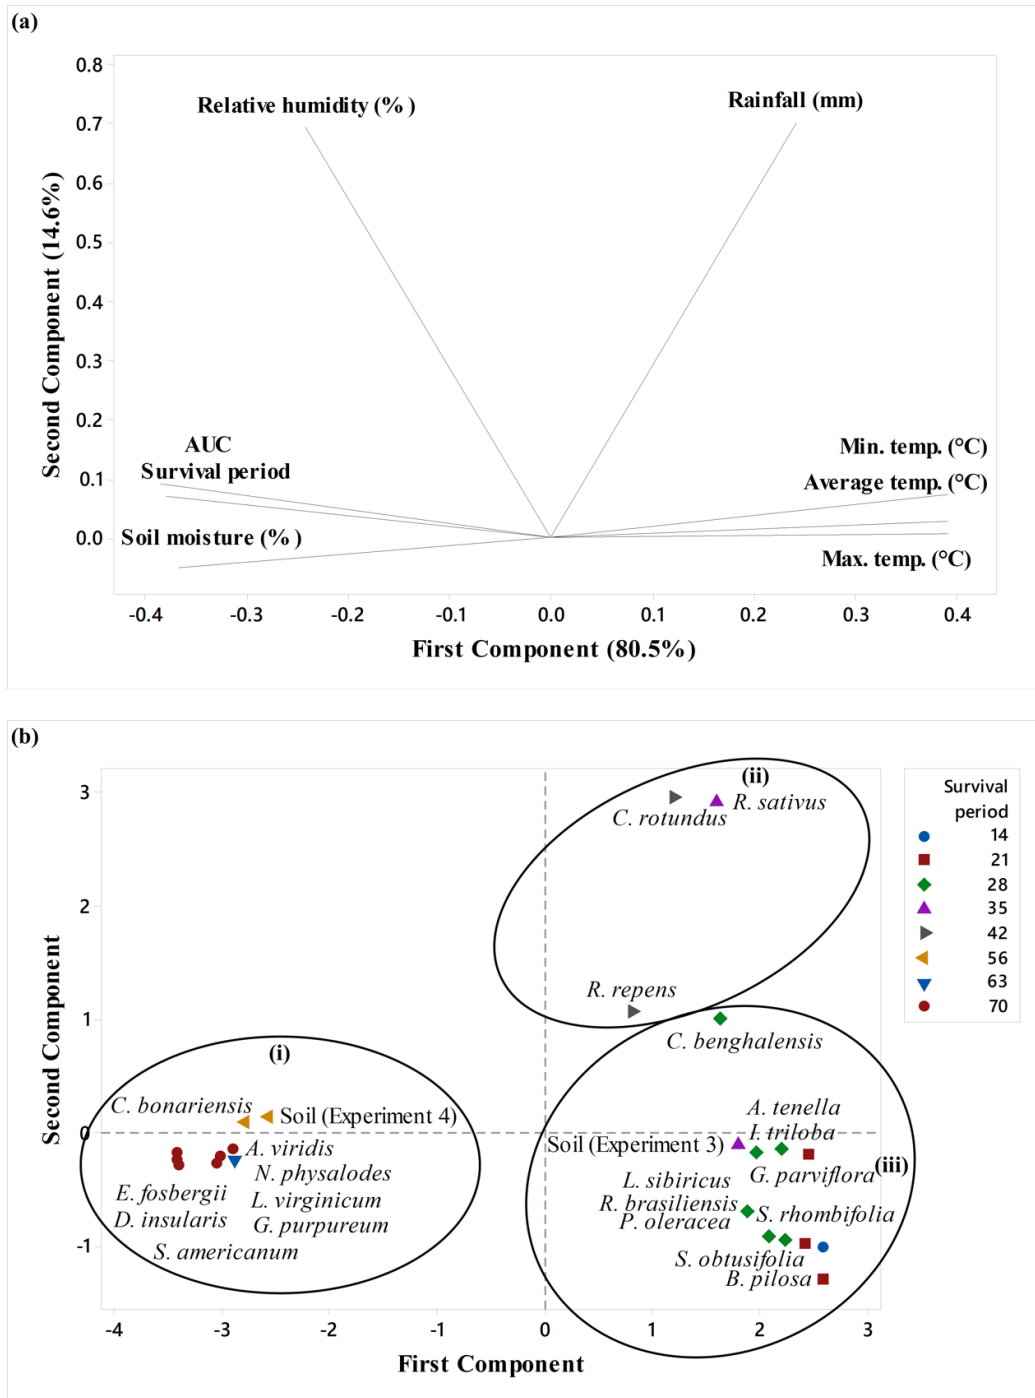 (a)
0.8
0.7
0.6
0.5
0.4
0.3
0.2
0.1
0.0
Second Component (14.6%)
Relative humidity (%)
Rainfall (mm)
AUC
Survival period
Soil moisture (%)
Min. temp. (°C)
Average temp. (°C)
Max. temp. (°C)
-0.4 -0.3 -0.2 -0.1 0.0 0.1 0.2 0.3 0.4
First Component (80.5%)
(b)
3
2
1
0
-1
Second Component
(ii)
C. rotundus
R. sativus
R. repens
C. benghalensis
(i)
C. bonariensis
Soil (Experiment 4)
A. viridis
N. physalodes
E. fosbergii
L. virginicum
D. insularis
G. purpureum
S. americanum
A. tenella
I. triloba
Soil (Experiment 3)
G. parviflora
(iii)
L. sibiricus
R. brasiliensis
P. oleracea
S. rhombifolia
S. obtusifolia
B. pilosa
-4 -3 -2 -1 0 1 2 3
First Component
Survival
period
14
21
28
35
42
56
63
70